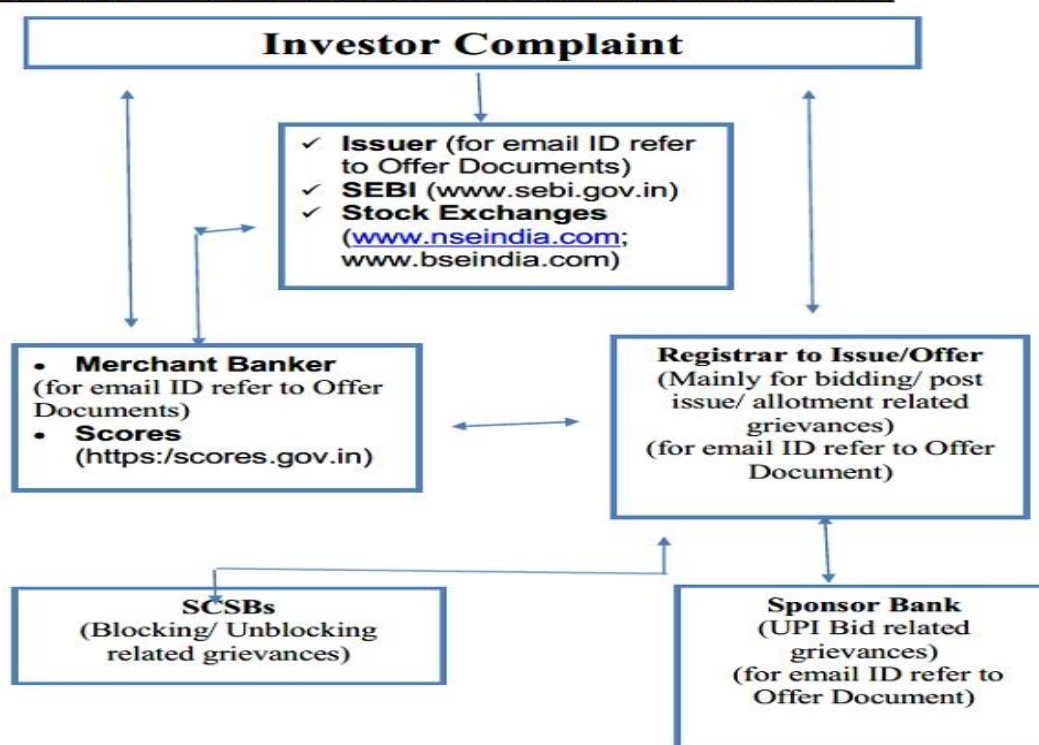 Investor Complaint
✓ Issuer (for email ID refer
to Offer Documents)
✓ SEBI (www.sebi.gov.in)
✓ Stock Exchanges
(www.nseindia.com;
www.bseindia.com)
• Merchant Banker
(for email ID refer to Offer
Documents)
• Scores
(https:/scores.gov.in)
Registrar to Issue/Offer
(Mainly for bidding/ post
issue/ allotment related
grievances)
(for email ID refer to Offer
Document)
SCSBs
(Blocking/ Unblocking
related grievances)
Sponsor Bank
(UPI Bid related
grievances)
(for email ID refer to
Offer Document)